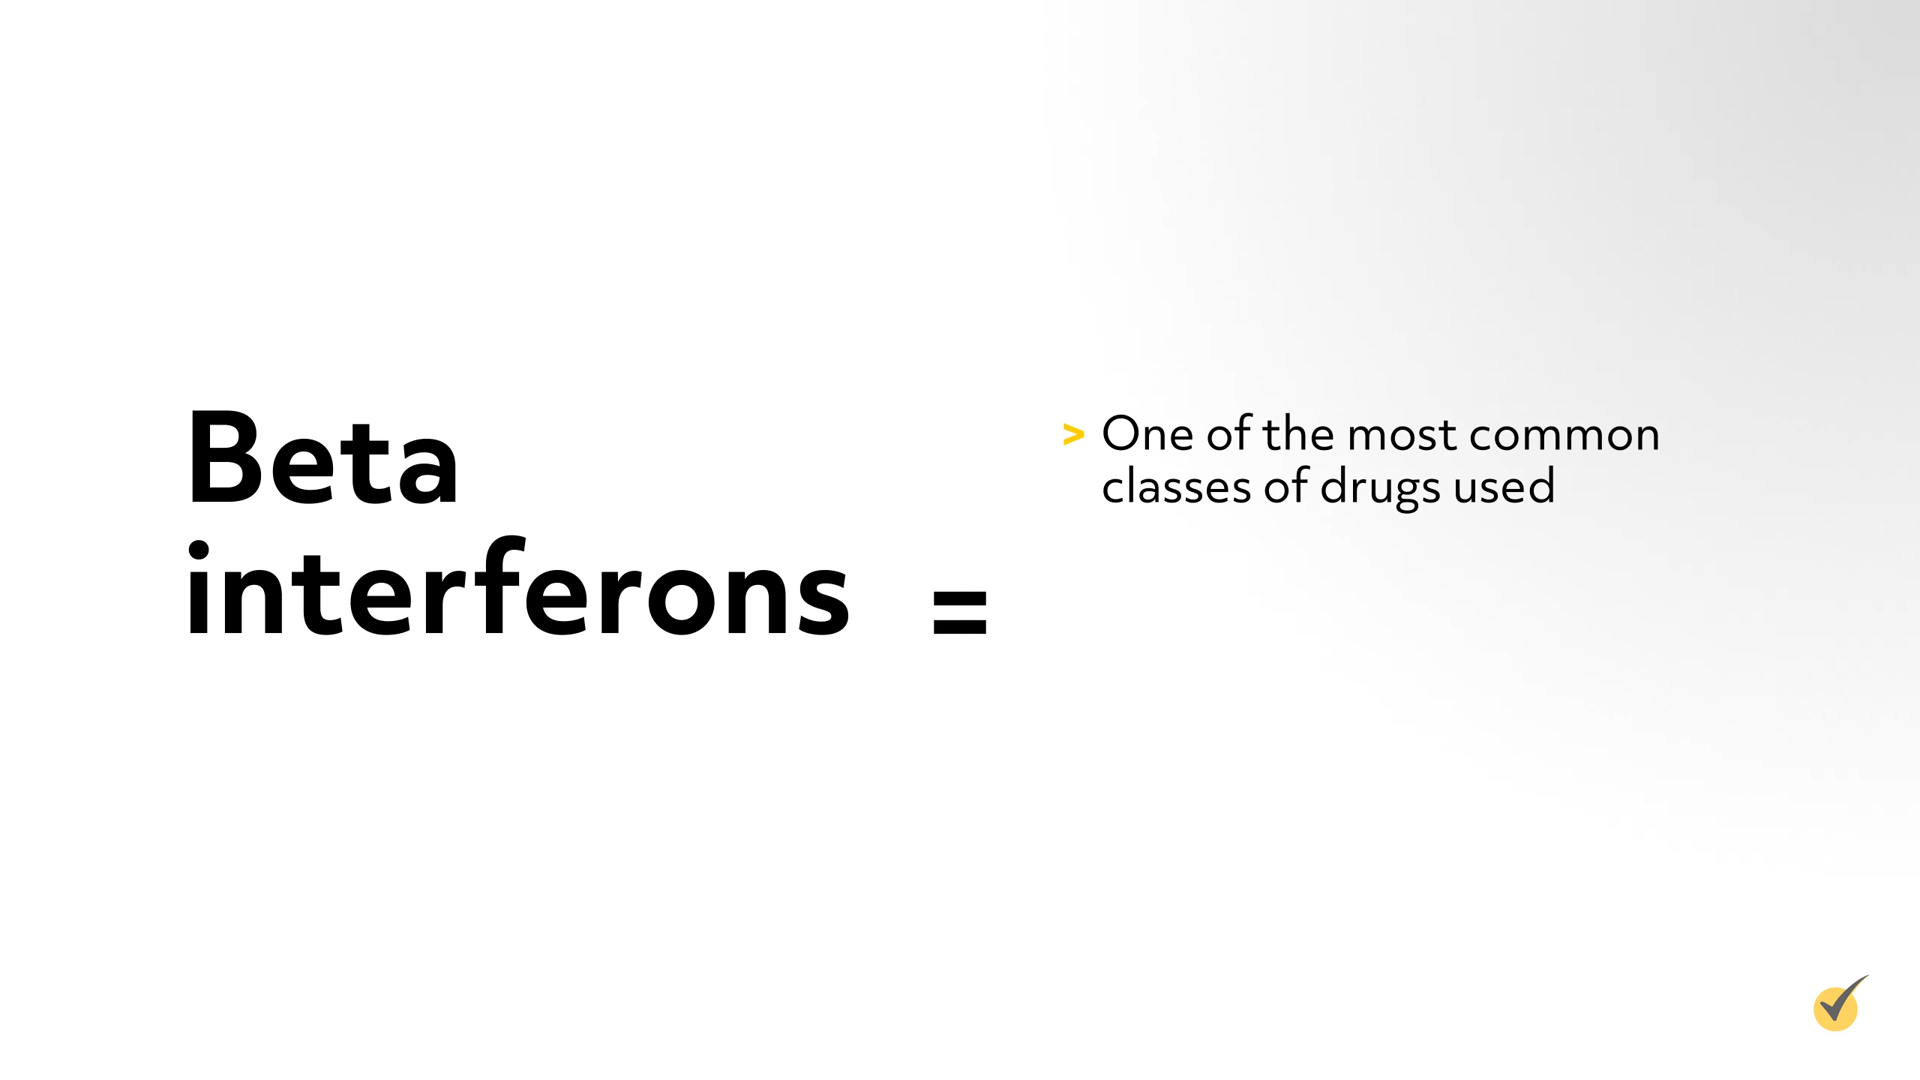 Beta
interferons =
> One of the most common
classes of drugs used